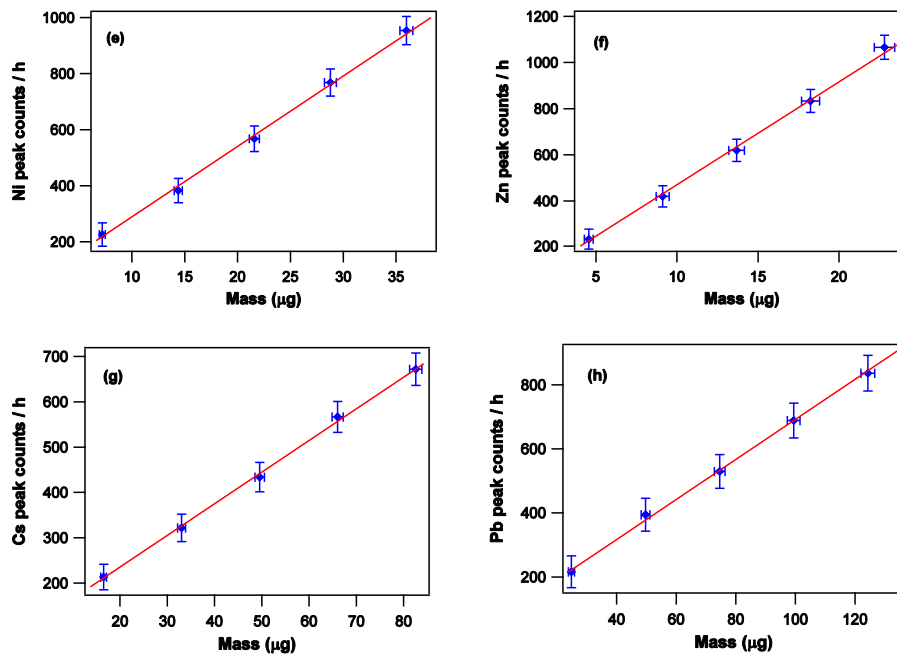 (e)
Ni peak counts / h
1000
800
600
400
200
10 15 20 25 30 35
Mass (μg)
(f)
Zn peak counts / h
1200
1000
800
600
400
200
5 10 15 20
Mass (μg)
(g)
Cs peak counts / h
700
600
500
400
300
200
20 30 40 50 60 70 80
Mass (μg)
(h)
Pb peak counts / h
800
600
400
200
40 60 80 100 120
Mass (μg)